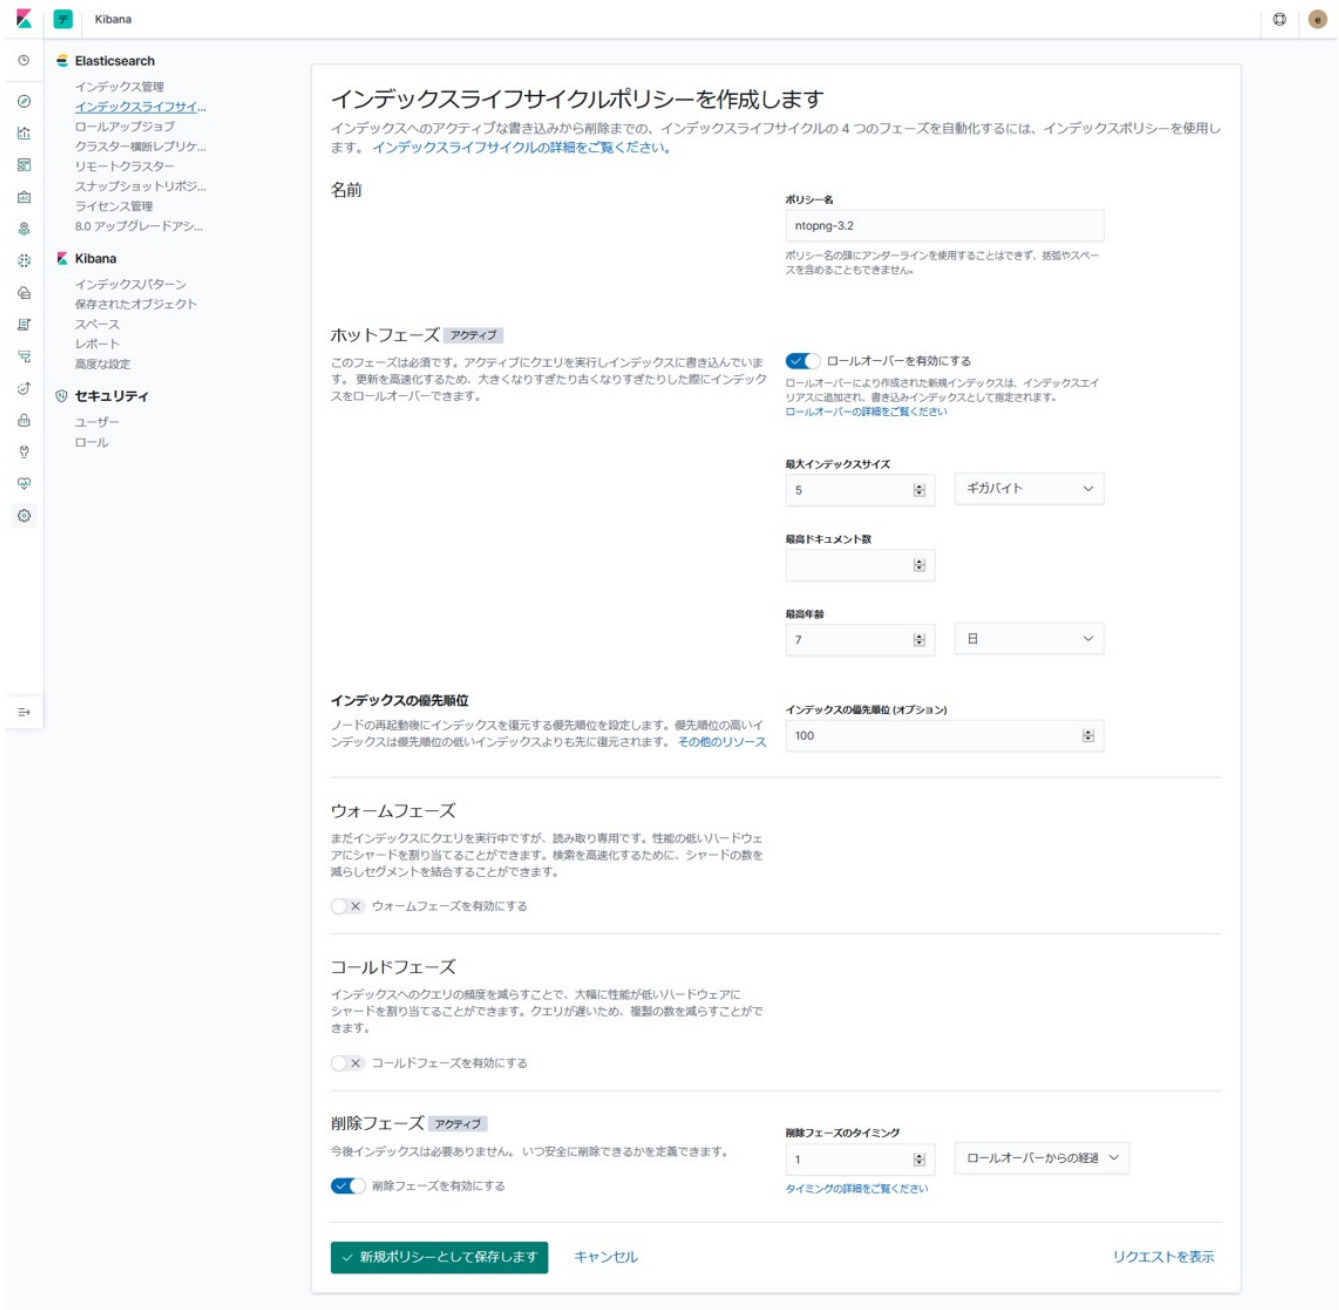 デ
Kibana
e
Elasticsearch
インデックス管理
インデックスライフサイ...
ロールアップジョブ
クラスター横断レプリケ...
リモートクラスター
スナップショットリポジ...
ライセンス管理
8.0 アップグレードアシ...
Kibana
インデックスパターン
保存されたオブジェクト
スペース
レポート
高度な設定
セキュリティ
ユーザー
ロール
インデックスライフサイクルポリシーを作成します
インデックスへのアクティブな書き込みから削除までの、インデックスライフサイクルの 4 つのフェーズを自動化するには、インデックスポリシーを使用し
ます。 インデックスライフサイクルの詳細をご覧ください。
名前
ポリシー名
ntopng-3.2
ポリシー名の頭にアンダーラインを使用することはできず、括弧やスペー
スを含めることもできません。
ホットフェーズ アクティブ
このフェーズは必須です。アクティブにクエリを実行しインデックスに書き込んでいま
す。 更新を高速化するため、大きくなりすぎたり古くなりすぎたりした際にインデック
スをロールオーバーできます。
ロールオーバーを有効にする
ロールオーバーにより作成された新規インデックスは、インデックスエイ
リアスに追加され、書き込みインデックスとして指定されます。
ロールオーバーの詳細をご覧ください
最大インデックスサイズ
5
ギガバイト
最高ドキュメント数
最高年齢
7
日
インデックスの優先順位
ノードの再起動後にインデックスを復元する優先順位を設定します。優先順位の高いイ
ンデックスは優先順位の低いインデックスよりも先に復元されます。 その他のリソース
インデックスの優先順位 (オプション)
100
ウォームフェーズ
まだインデックスにクエリを実行中ですが、読み取り専用です。性能の低いハードウェ
アにシャードを割り当てることができます。検索を高速化するために、シャードの数を
減らしセグメントを結合することができます。
ウォームフェーズを有効にする
コールドフェーズ
インデックスへのクエリの頻度を減らすことで、大幅に性能が低いハードウェアに
シャードを割り当てることができます。クエリが遅いため、複製の数を減らすことがで
きます。
コールドフェーズを有効にする
削除フェーズ アクティブ
今後インデックスは必要ありません。 いつ安全に削除できるかを定義できます。
削除フェーズを有効にする
削除フェーズのタイミング
1
ロールオーバーからの経過
タイミングの詳細をご覧ください
新規ポリシーとして保存します
キャンセル
リクエストを表示